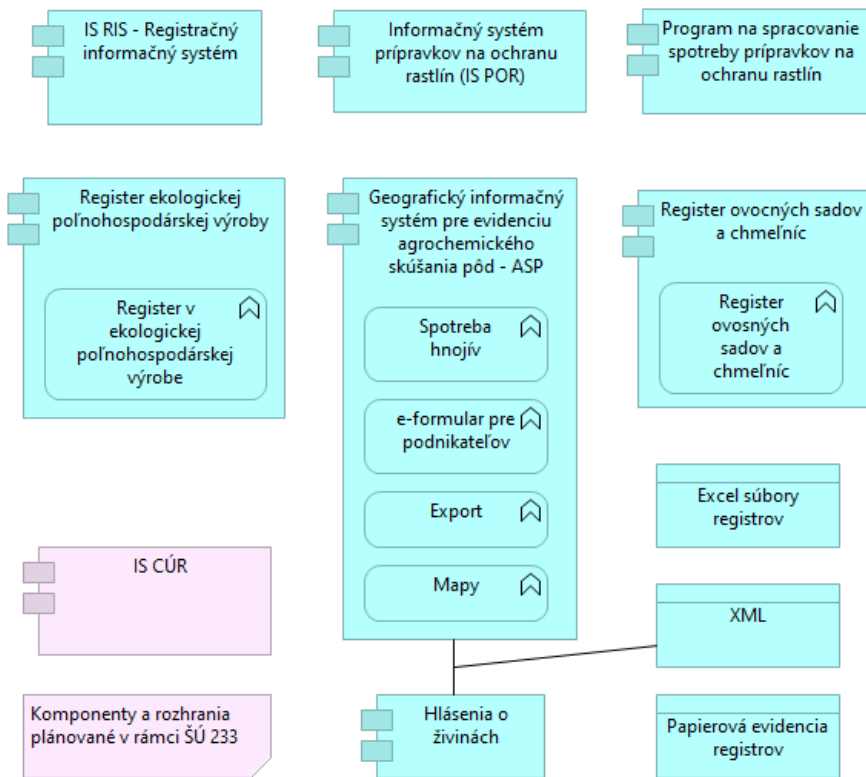 IS RIS - Registračný
informačný systém
Informačný systém
prípravkov na ochranu
rastlín (IS POR)
Program na spracovanie
spotreby prípravkov na
ochranu rastlín
Register ekologickej
poľnohospodárskej výroby
Register v
ekologickej
poľnohospodárskej
výrobe
Geografický informačný
systém pre evidenciu
agrochemického
skúšania pôd - ASP
Spotreba
hnojív
e-formular pre
podnikateľov
Export
Mapy
Register ovocných sadov
a chmeľníc
Register
ovosných
sadov a
chmeľníc
Excel súbory
registrov
IS CÚR
XML
Komponenty a rozhrania
plánované v rámci ŠÚ 233
Hlásenia o
živinách
Papierová evidencia
registrov